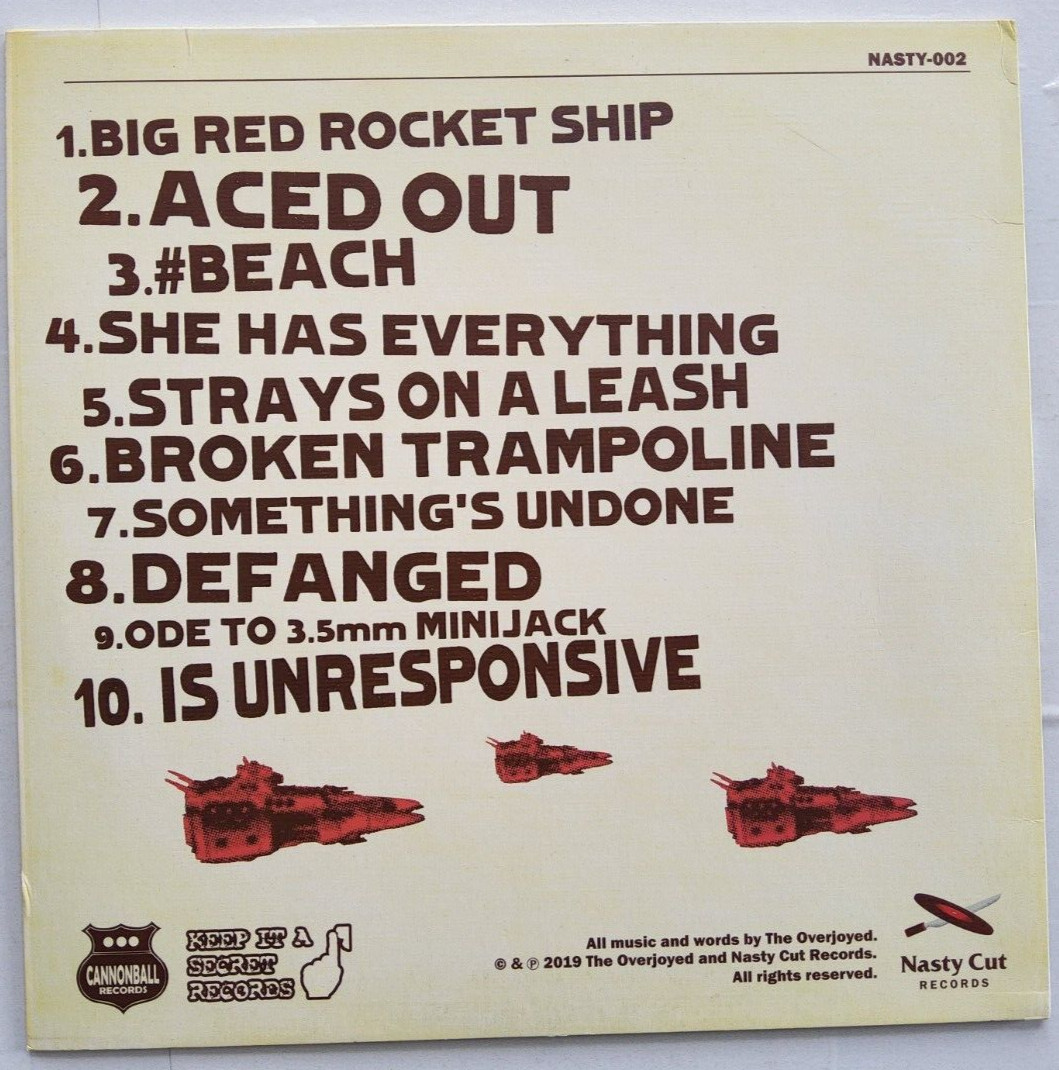 NASTY-002
1.BIG RED ROCKET SHIP
2.ACED OUT
3.#BEACH
4.SHE HAS EVERYTHING
5.STRAYS ON A LEASH
6.BROKEN TRAMPOLINE
7.SOMETHING'S UNDONE
8.DEFANGED
9.ODE TO 3.5mm MINIJACK
10. IS UNRESPONSIVE
CANNONBALL
RECORDS
KEEP IT A
SECRET
RECORDS
All music and words by The Overjoyed.
© & ℗ 2019 The Overjoyed and Nasty Cut Records.
All rights reserved.
Nasty Cut
RECORDS